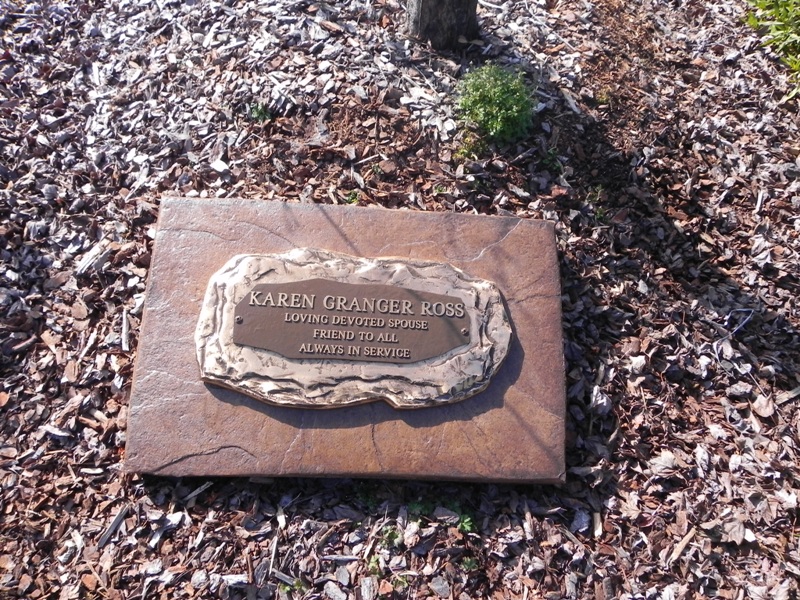 KAREN GRANGER ROSS
LOVING DEVOTED SPOUSE
FRIEND TO ALL
ALWAYS IN SERVICE